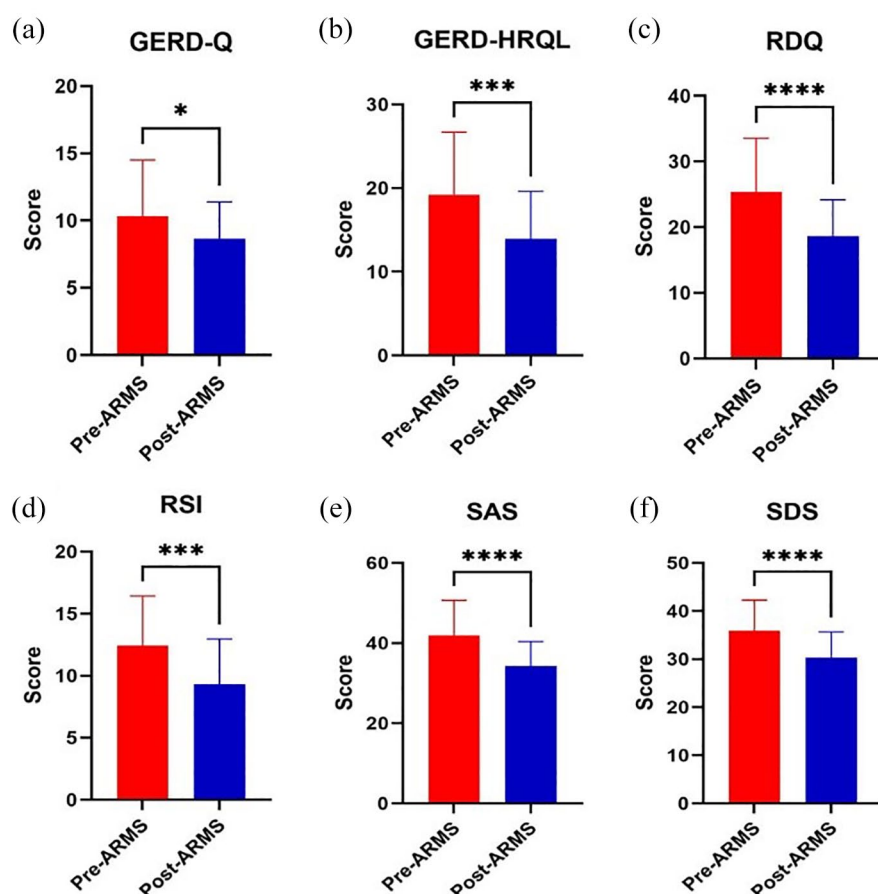 (a)
GERD-Q
Score
20
15
10
5
0
*
Pre-ARMS
Post-ARMS
(b)
GERD-HRQL
Score
30
20
10
0
***
Pre-ARMS
Post-ARMS
(c)
RDQ
Score
40
30
20
10
0
****
Pre-ARMS
Post-ARMS
(d)
RSI
Score
20
15
10
5
0
***
Pre-ARMS
Post-ARMS
(e)
SAS
Score
60
40
20
0
****
Pre-ARMS
Post-ARMS
(f)
SDS
Score
50
40
30
20
10
0
****
Pre-ARMS
Post-ARMS